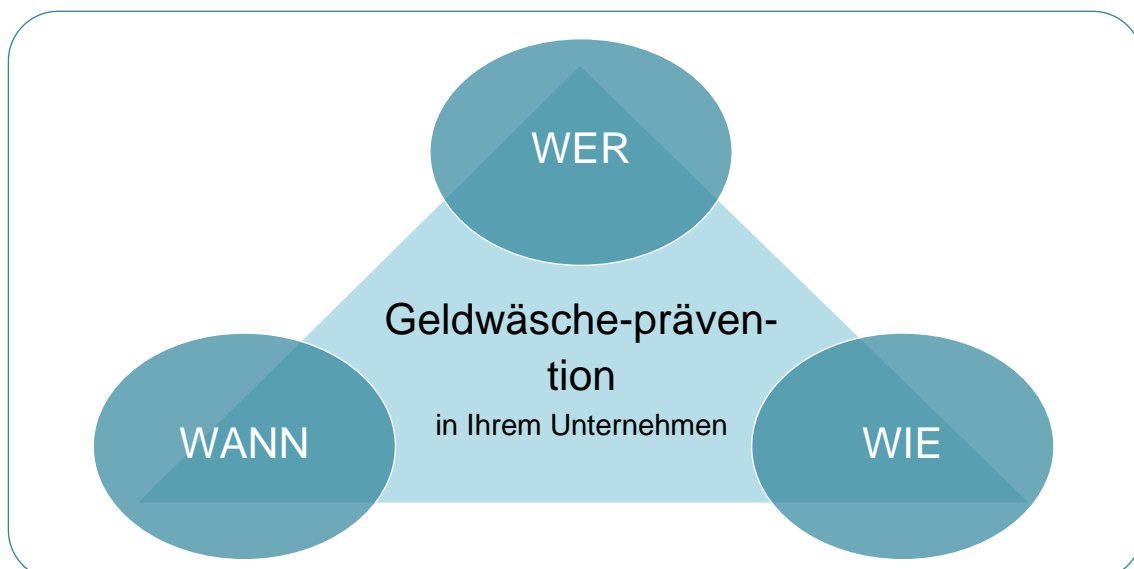 WER
Geldwäsche-präven-
tion
in Ihrem Unternehmen
WANN
WIE